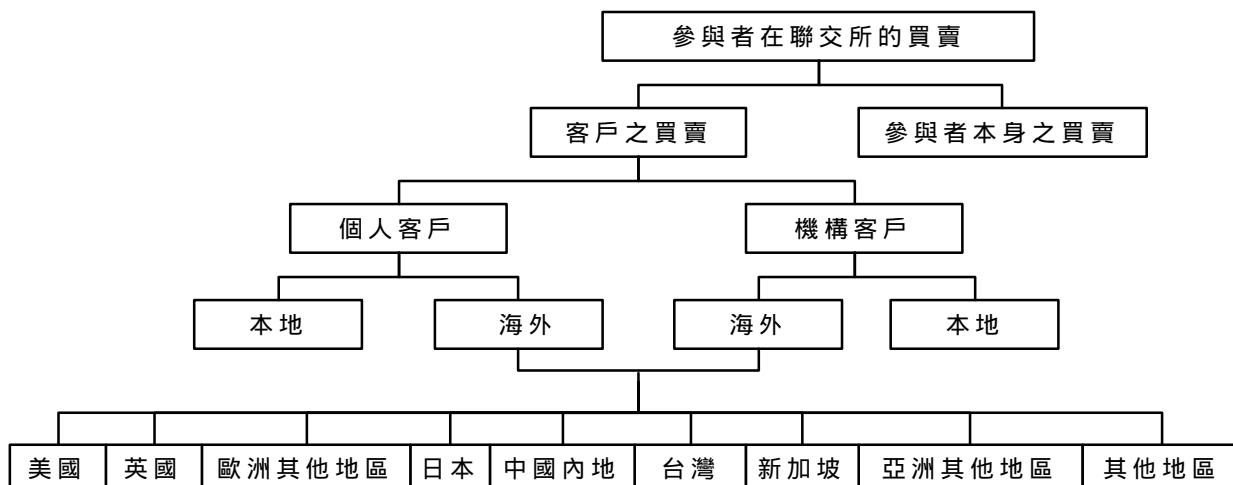 參與者在聯交所的買賣
客戶之買賣 參與者本身之買賣
個人客戶 機構客戶
本地 海外 海外 本地
美國 英國 歐洲其他地區 日本 中國內地 台灣 新加坡 亞洲其他地區 其他地區